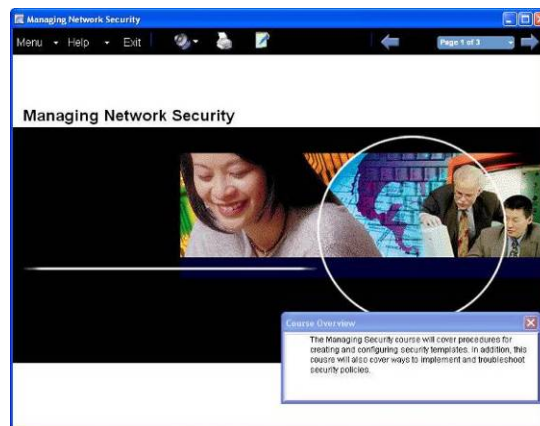 Managing Network Security
Menu Help Exit Page 1 of 3
Managing Network Security
Course Overview
The Managing Security course will cover procedures for
creating and configuring security templates. In addition, this
cousre will also cover ways to implement and troubleshoot
security policies.